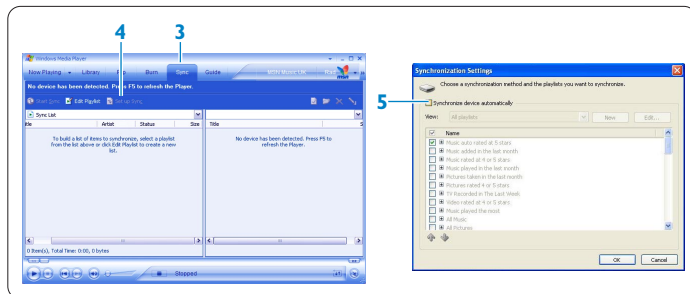 4
3
Windows Media Player
Now Playing Library Rip Burn Sync Guide MSN Music UK msn
No device has been detected. Press F5 to refresh the Player.
Start Sync Edit Playlist Set up Sync
Sync List
Artist Status Size Title
To build a list of items to synchronize, select a playlist
from the list above or click Edit Playlist to create a new
list.
No device has been detected. Press F5 to
refresh the Player.
0 Item(s), Total Time: 0:00, 0 bytes
Stopped
Synchronization Settings
Choose a synchronization method and the playlists you want to synchronize.
5
Synchronize device automatically
View: All playlists New Edit...
Name
Music auto rated at 5 stars
Music added in the last month
Music rated at 4 or 5 stars
Music played in the last month
Pictures taken in the last month
Pictures rated 4 or 5 stars
TV Recorded in The Last Week
Video rated at 4 or 5 stars
Music played the most
All Music
All Pictures
OK Cancel